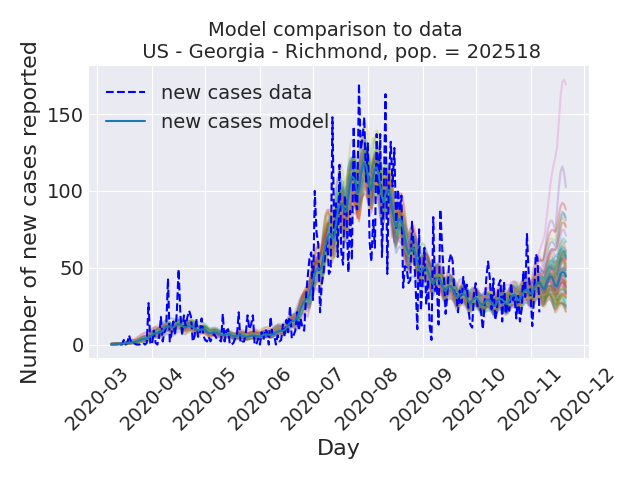 Model comparison to data
US - Georgia - Richmond, pop. = 202518
Number of new cases reported
150
100
50
0
new cases data
new cases model
2020-03
2020-04
2020-05
2020-06
2020-07
2020-08
2020-09
2020-10
2020-11
2020-12
Day